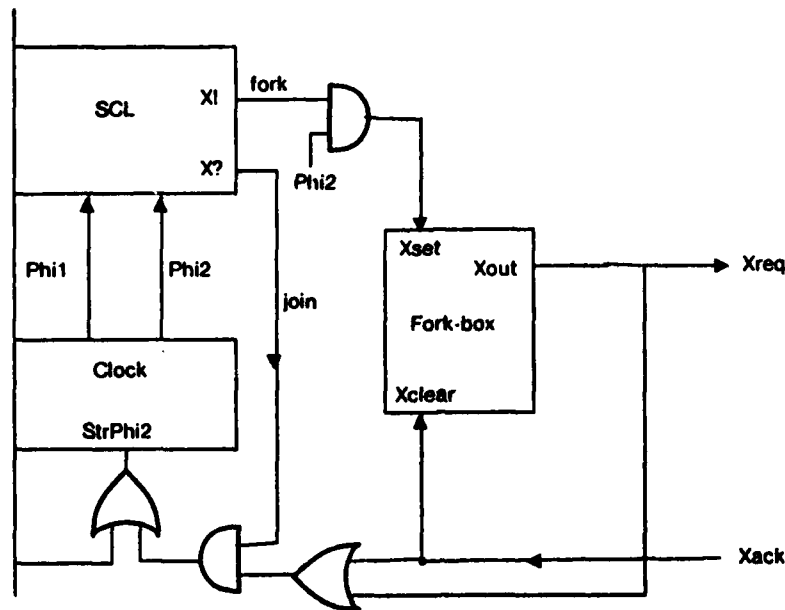 fork
X!
SCL
X?
Phi2
Xset
Xout
Xreq
Phi1
Phi2
join
Fork-box
Clock
Xclear
StrPhi2
Xack